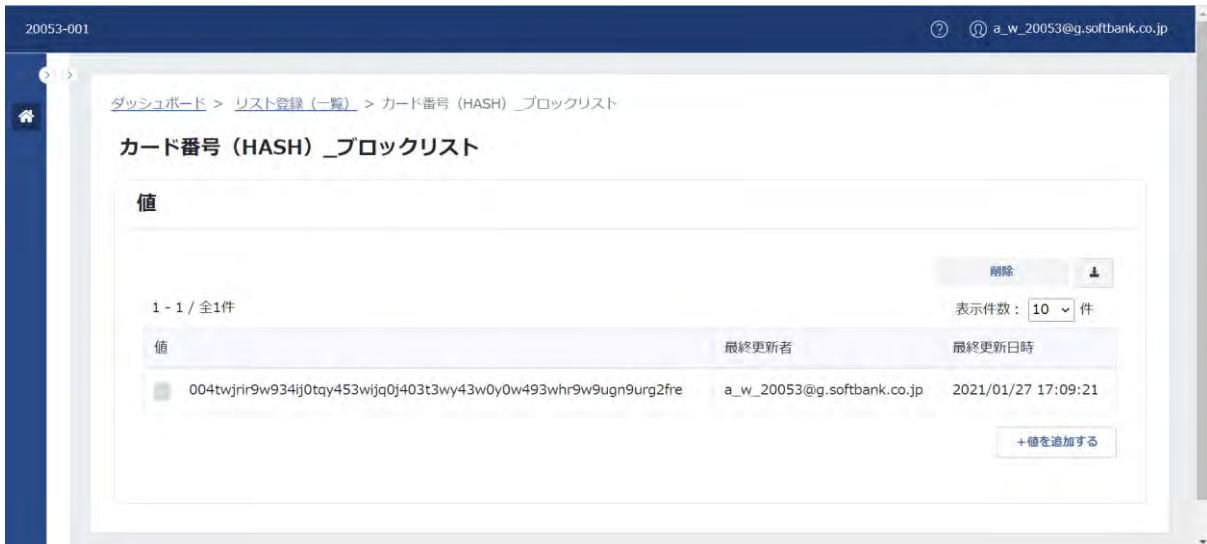 20053-001
a_w_20053@g.softbank.co.jp
ダッシュボード > リスト登録（一覧） > カード番号（HASH）_ブロックリスト
カード番号（HASH）_ブロックリスト
値
削除
1 - 1 / 全1件
表示件数： 10 件
値 最終更新者 最終更新日時
004twjrir9w934ij0tqy453wijq0j403t3wy43w0y0w493whr9w9ugn9urg2fre a_w_20053@g.softbank.co.jp 2021/01/27 17:09:21
+値を追加する